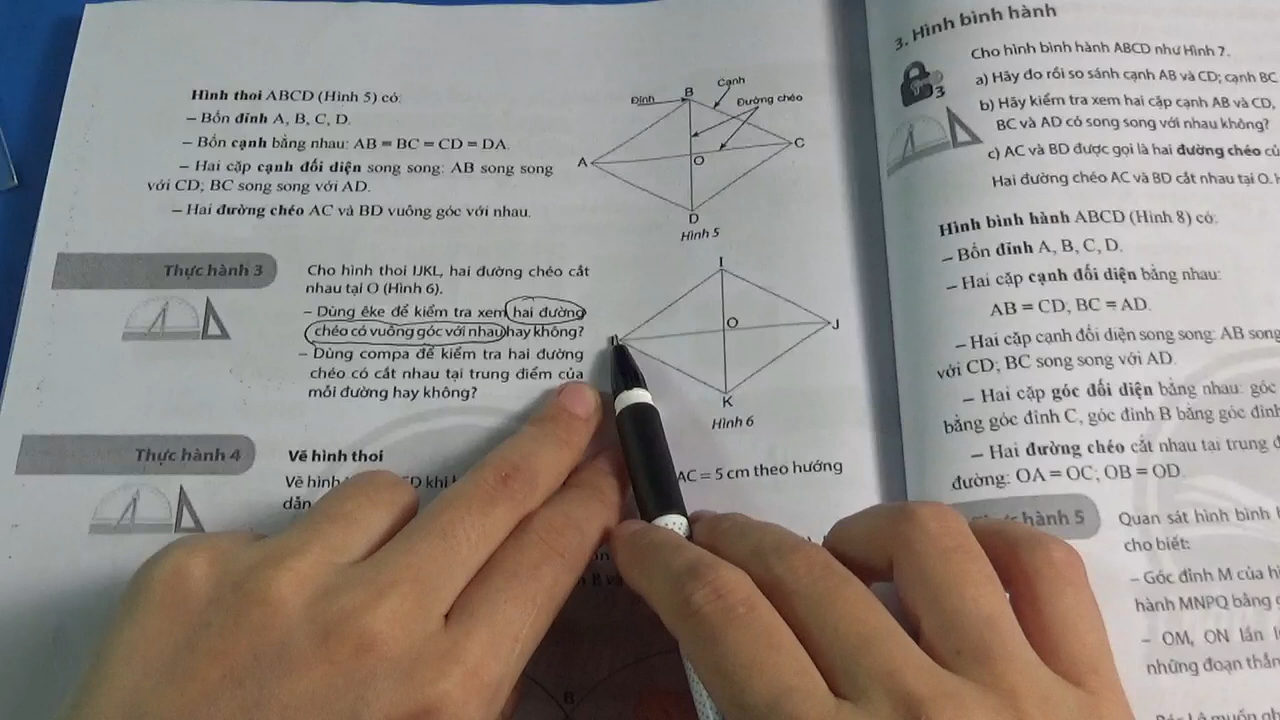 Hình thoi ABCD (Hình 5) có:
– Bốn đỉnh A, B, C, D.
– Bốn cạnh bằng nhau: AB = BC = CD = DA.
– Hai cặp cạnh đối diện song song: AB song song
với CD; BC song song với AD.
– Hai đường chéo AC và BD vuông góc với nhau.
Cạnh
Đỉnh
B
Đường chéo
A
O
C
D
Hình 5
Thực hành 3
Cho hình thoi IJKL, hai đường chéo cắt
nhau tại O (Hình 6).
– Dùng êke để kiểm tra xem hai đường
chéo có vuông góc với nhau hay không?
– Dùng compa để kiểm tra hai đường
chéo có cắt nhau tại trung điểm của
mỗi đường hay không?
I
O
J
K
Hình 6
Thực hành 4
Vẽ hình thoi
Vẽ hình
AC = 5 cm theo hướng
dẫn
B
3. Hình bình hành
3
Cho hình bình hành ABCD như Hình 7.
a) Hãy đo rồi so sánh cạnh AB và CD; cạnh BC
b) Hãy kiểm tra xem hai cặp cạnh AB và CD,
BC và AD có song song với nhau không?
c) AC và BD được gọi là hai đường chéo
Hai đường chéo AC và BD cắt nhau tại O.
Hình bình hành ABCD (Hình 8) có:
– Bốn đỉnh A, B, C, D.
– Hai cặp cạnh đối diện bằng nhau:
AB = CD; BC = AD.
– Hai cặp cạnh đối diện song song: AB song
với CD; BC song song với AD.
– Hai cặp góc đối diện bằng nhau: góc
bằng góc đỉnh C, góc đỉnh B bằng góc đỉnh
– Hai đường chéo cắt nhau tại trung
đường: OA = OC; OB = OD.
hành 5
Quan sát hình bình
cho biết:
– Góc đỉnh M của
hành MNPQ bằng
– OM, ON lần
những đoạn